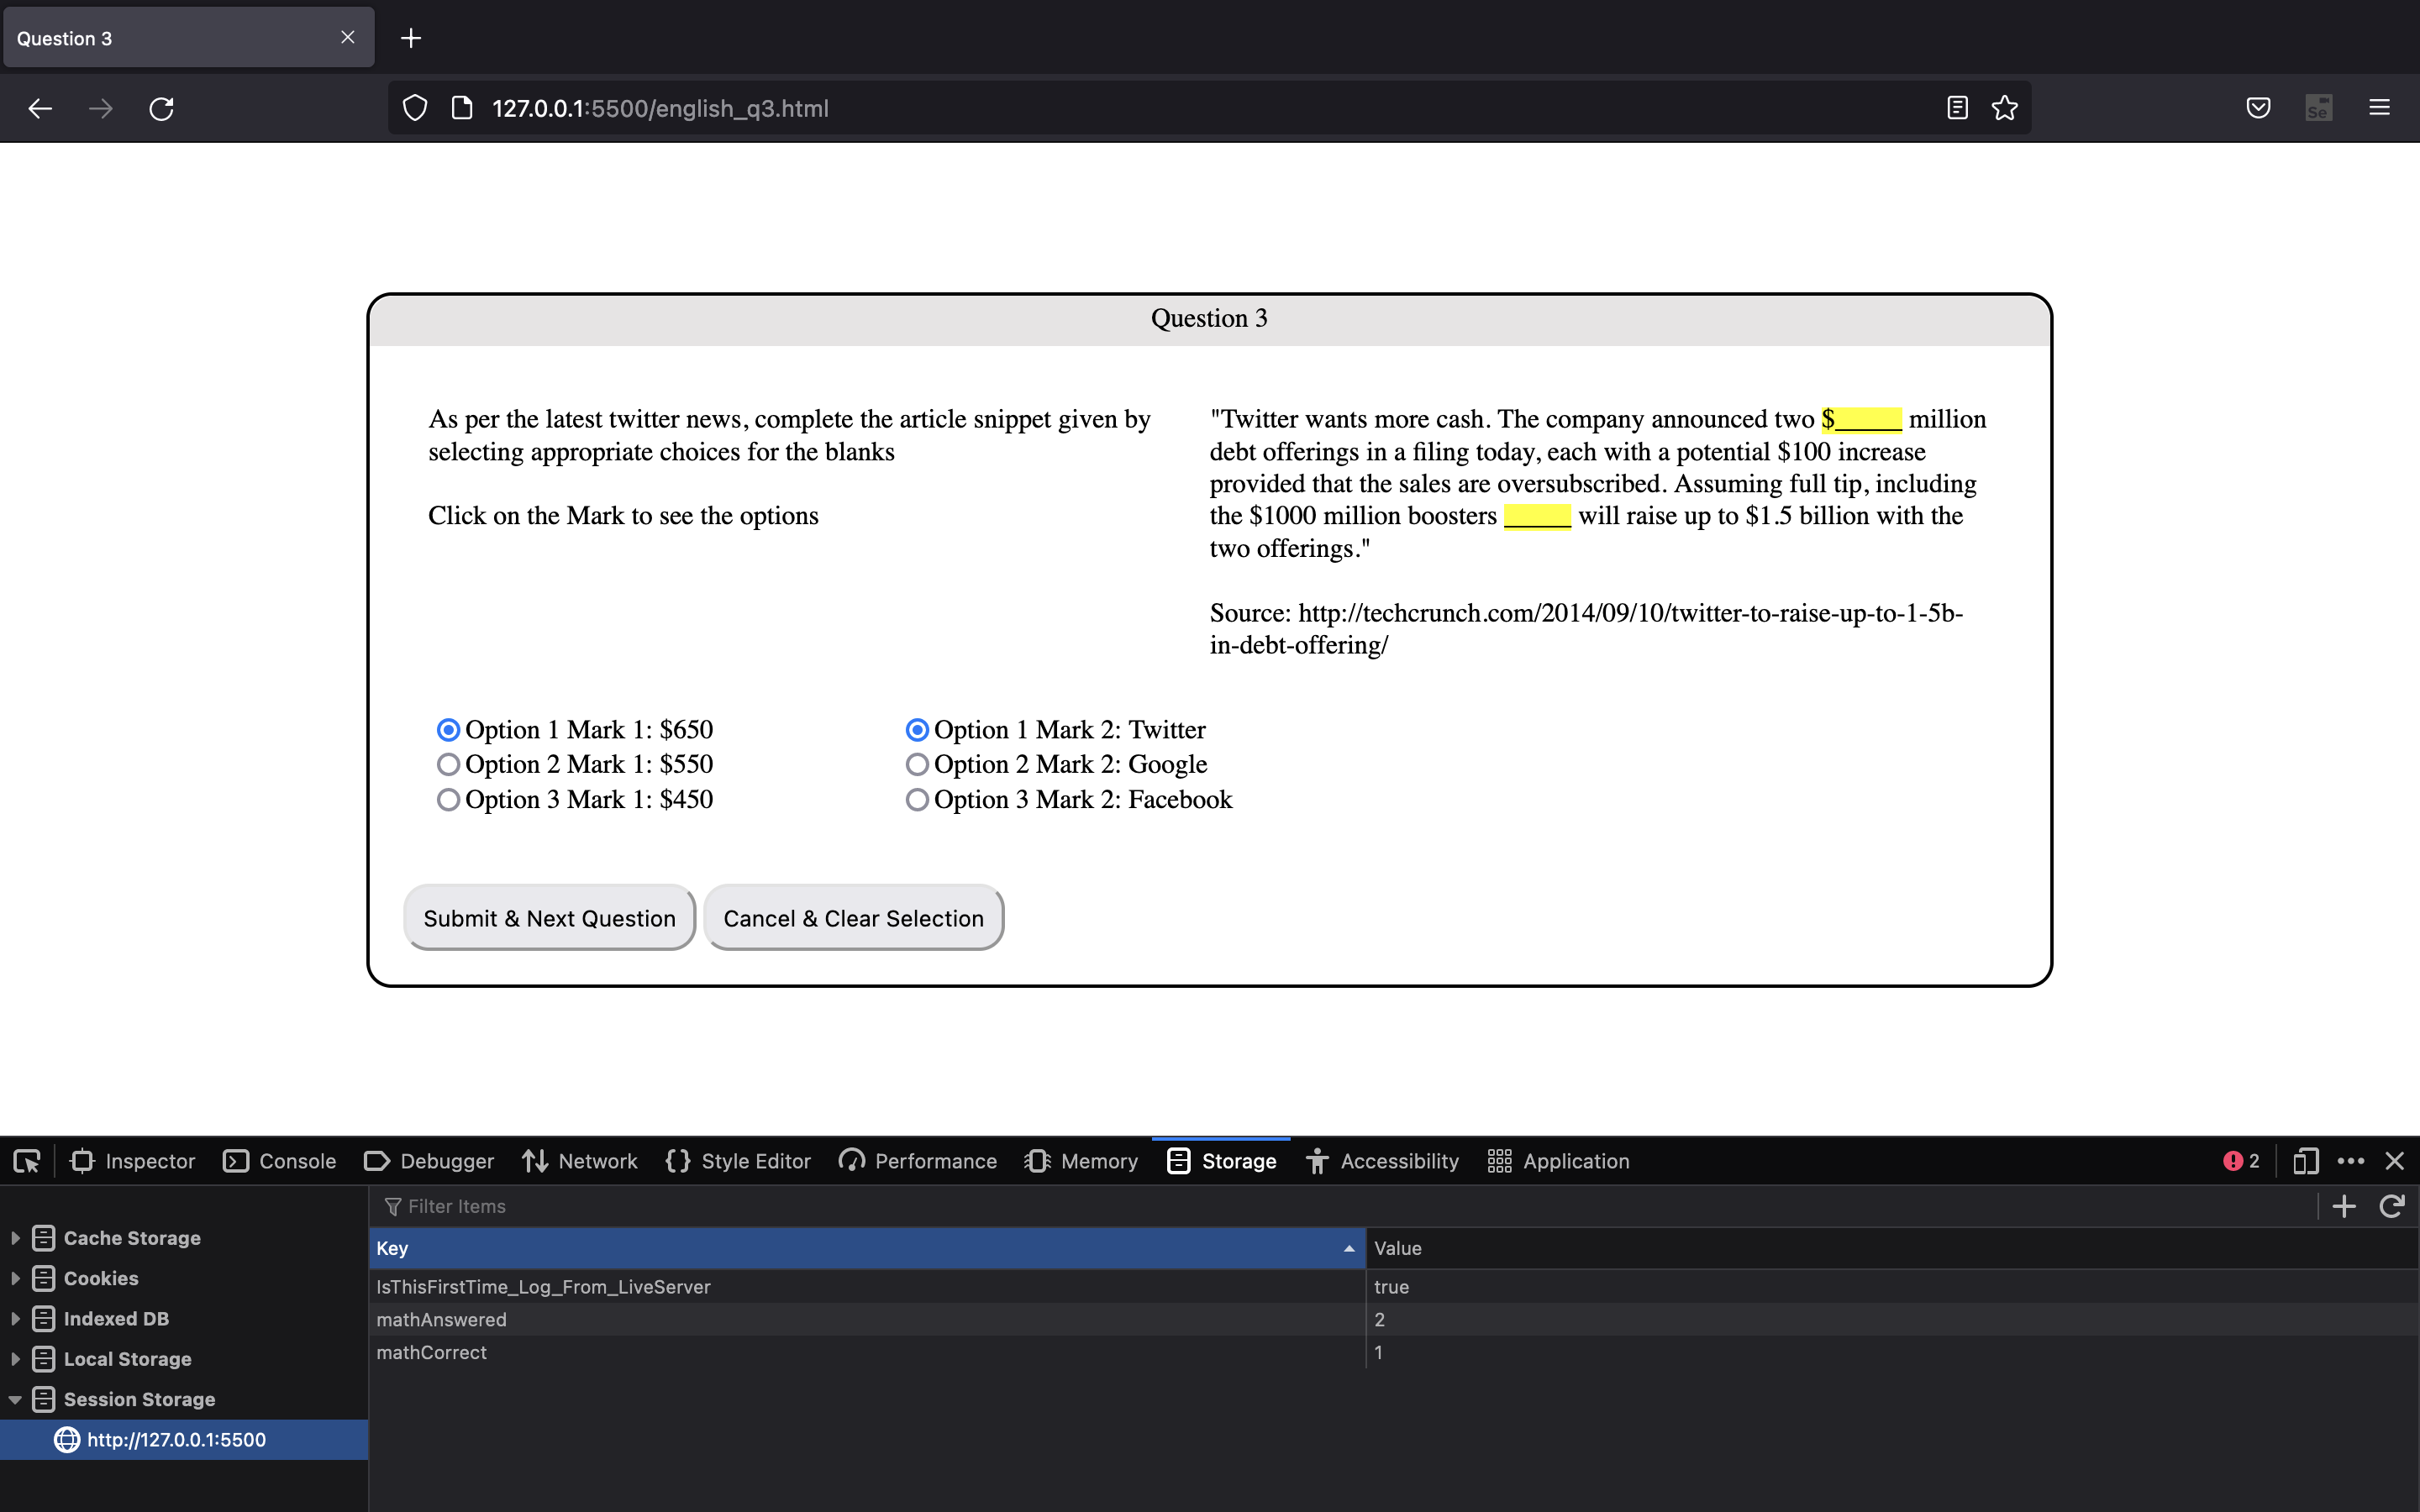 Question 3
127.0.0.1:5500/english_q3.html
Se
Question 3
As per the latest twitter news, complete the article snippet given by
selecting appropriate choices for the blanks
Click on the Mark to see the options
"Twitter wants more cash. The company announced two $_____ million
debt offerings in a filing today, each with a potential $100 increase
provided that the sales are oversubscribed. Assuming full tip, including
the $1000 million boosters _____ will raise up to $1.5 billion with the
two offerings."
Source: http://techcrunch.com/2014/09/10/twitter-to-raise-up-to-1-5b-
in-debt-offering/
Option 1 Mark 1: $650
Option 2 Mark 1: $550
Option 3 Mark 1: $450
Option 1 Mark 2: Twitter
Option 2 Mark 2: Google
Option 3 Mark 2: Facebook
Submit & Next Question
Cancel & Clear Selection
Inspector
Console
Debugger
Network
Style Editor
Performance
Memory
Storage
Accessibility
Application
2
Cache Storage
Cookies
Indexed DB
Local Storage
Session Storage
http://127.0.0.1:5500
Filter Items
Key Value
IsThisFirstTime_Log_From_LiveServer true
mathAnswered 2
mathCorrect 1